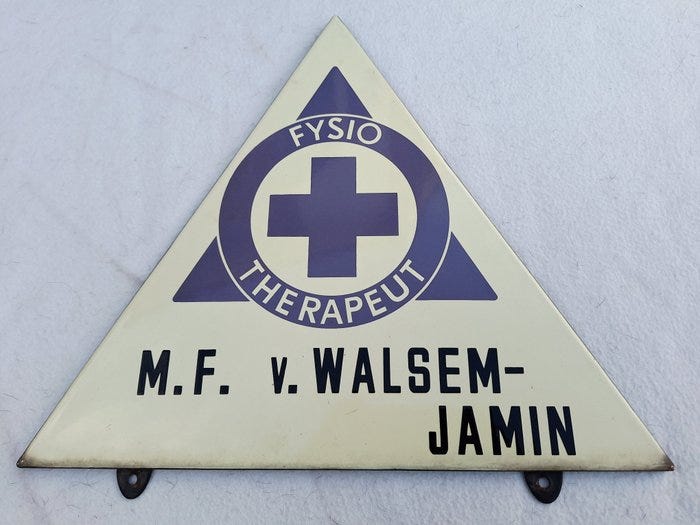 FYSIO
THERAPEUT
M.F. v. WALSEM-
JAMIN